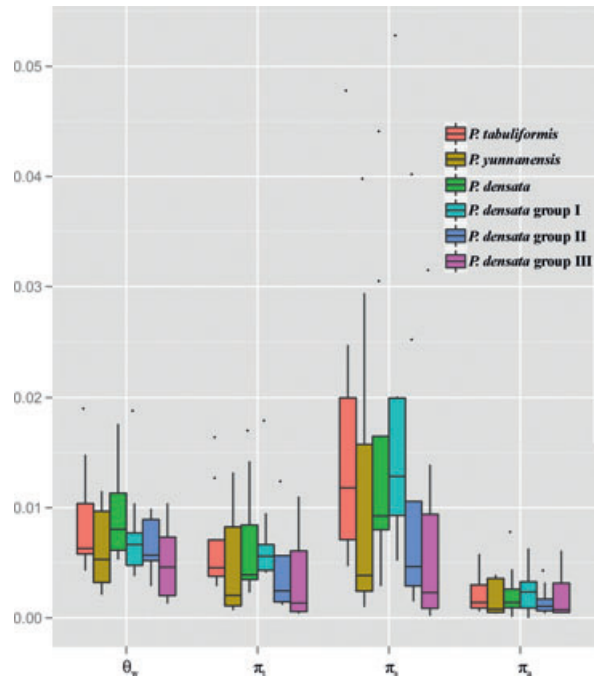 0.05
0.04
0.03
0.02
0.01
0.00
P. tabuliformis
P. yunnanensis
P. densata
P. densata group I
P. densata group II
P. densata group III
θw πt πs πa